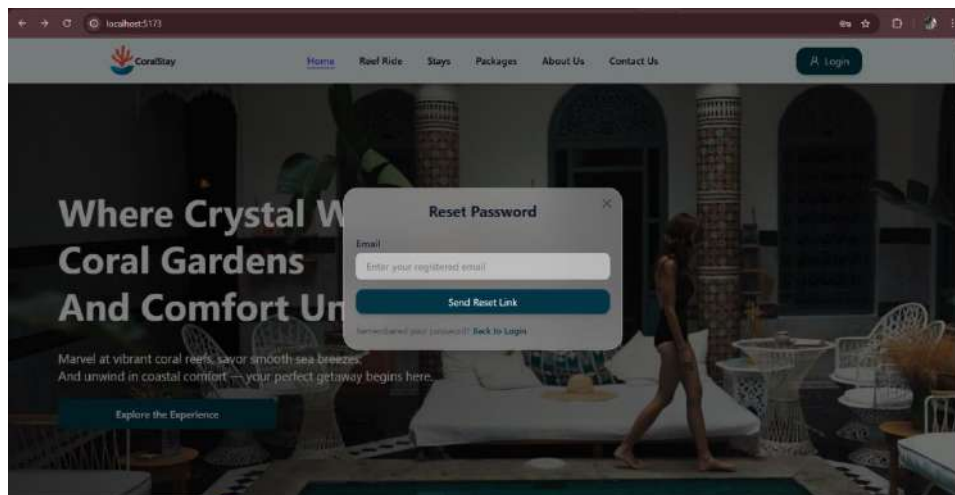 localhost:5173
CoralStay
Home Reel Ride Stays Packages About Us Contact Us
Login
Where Crystal W
Coral Gardens
And Comfort Un
Marvel at vibrant coral reefs, savor smooth sea breezes,
And unwind in coastal comfort — your perfect getaway begins here.
Explore the Experience
Reset Password
Email
Enter your registered email
Send Reset Link
Remembered your password? Back to Login